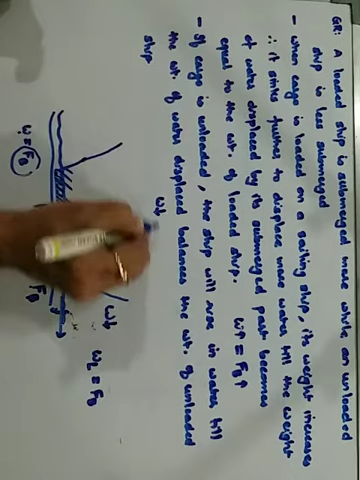 GR: A loaded ship is submerged more while an unloaded
ship is less submerged
- when cargo is loaded on a sailing ship, its weight increases
∴ it sinks further to displace more water till the weight
of water displaced by its submerged part becomes
equal to the wt. of loaded ship. W↑ = FB↑
- If cargo is unloaded, the ship will rise in water till
the wt. of water displaced balances the wt. of unloaded
ship
W↓
W↓
W = FB
FB
W2 = FB